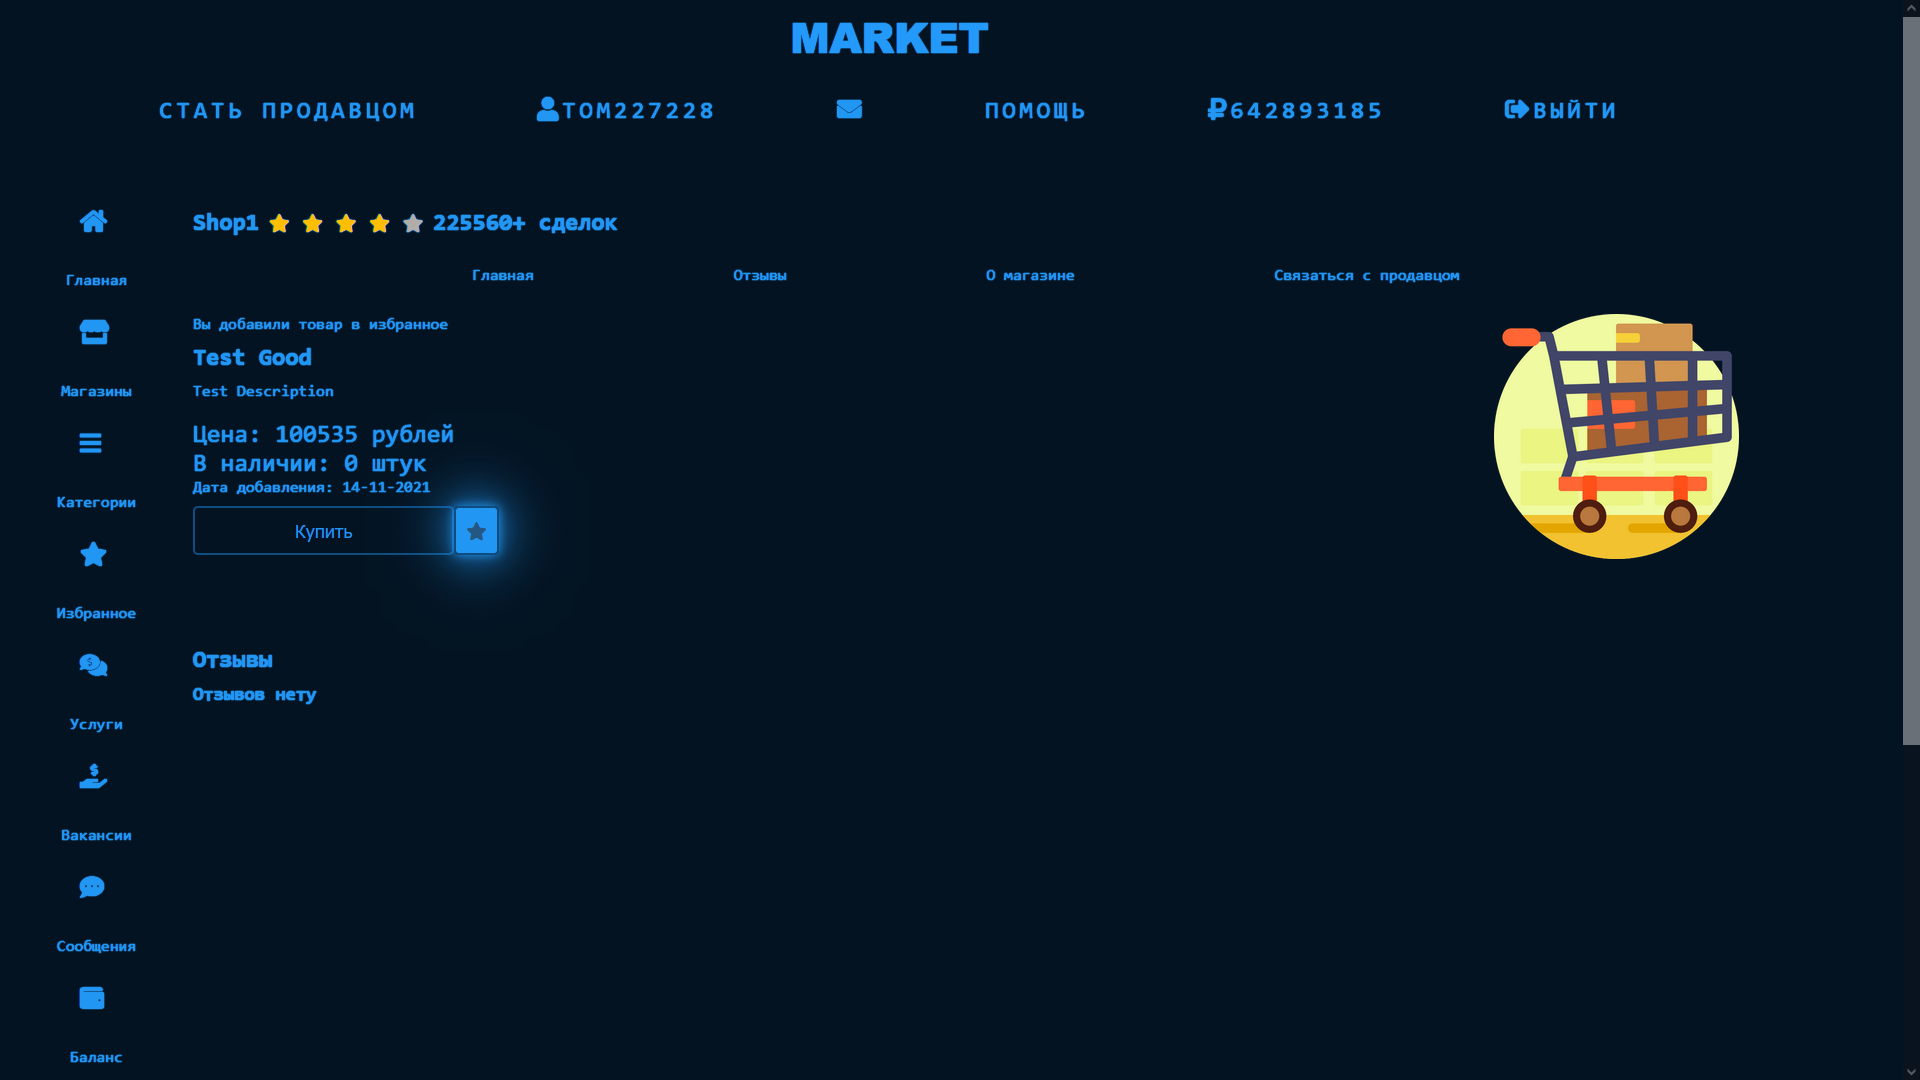 MARKET
СТАТЬ ПРОДАВЦОМ TOM227228 ПОМОЩЬ ₽642893185 ВЫЙТИ
Shop1 225560+ сделок
Главная Отзывы О магазине Связаться с продавцом
Главная
Магазины
Категории
Избранное
Услуги
Вакансии
Сообщения
Баланс
Вы добавили товар в избранное
Test Good
Test Description
Цена: 100535 рублей
В наличии: 0 штук
Дата добавления: 14-11-2021
Купить
Отзывы
Отзывов нету